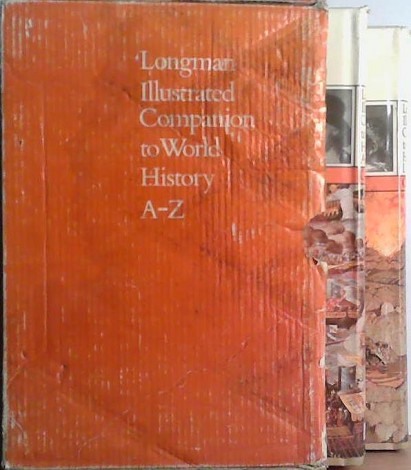 Longman
Illustrated
Companion
to World
History
A-Z